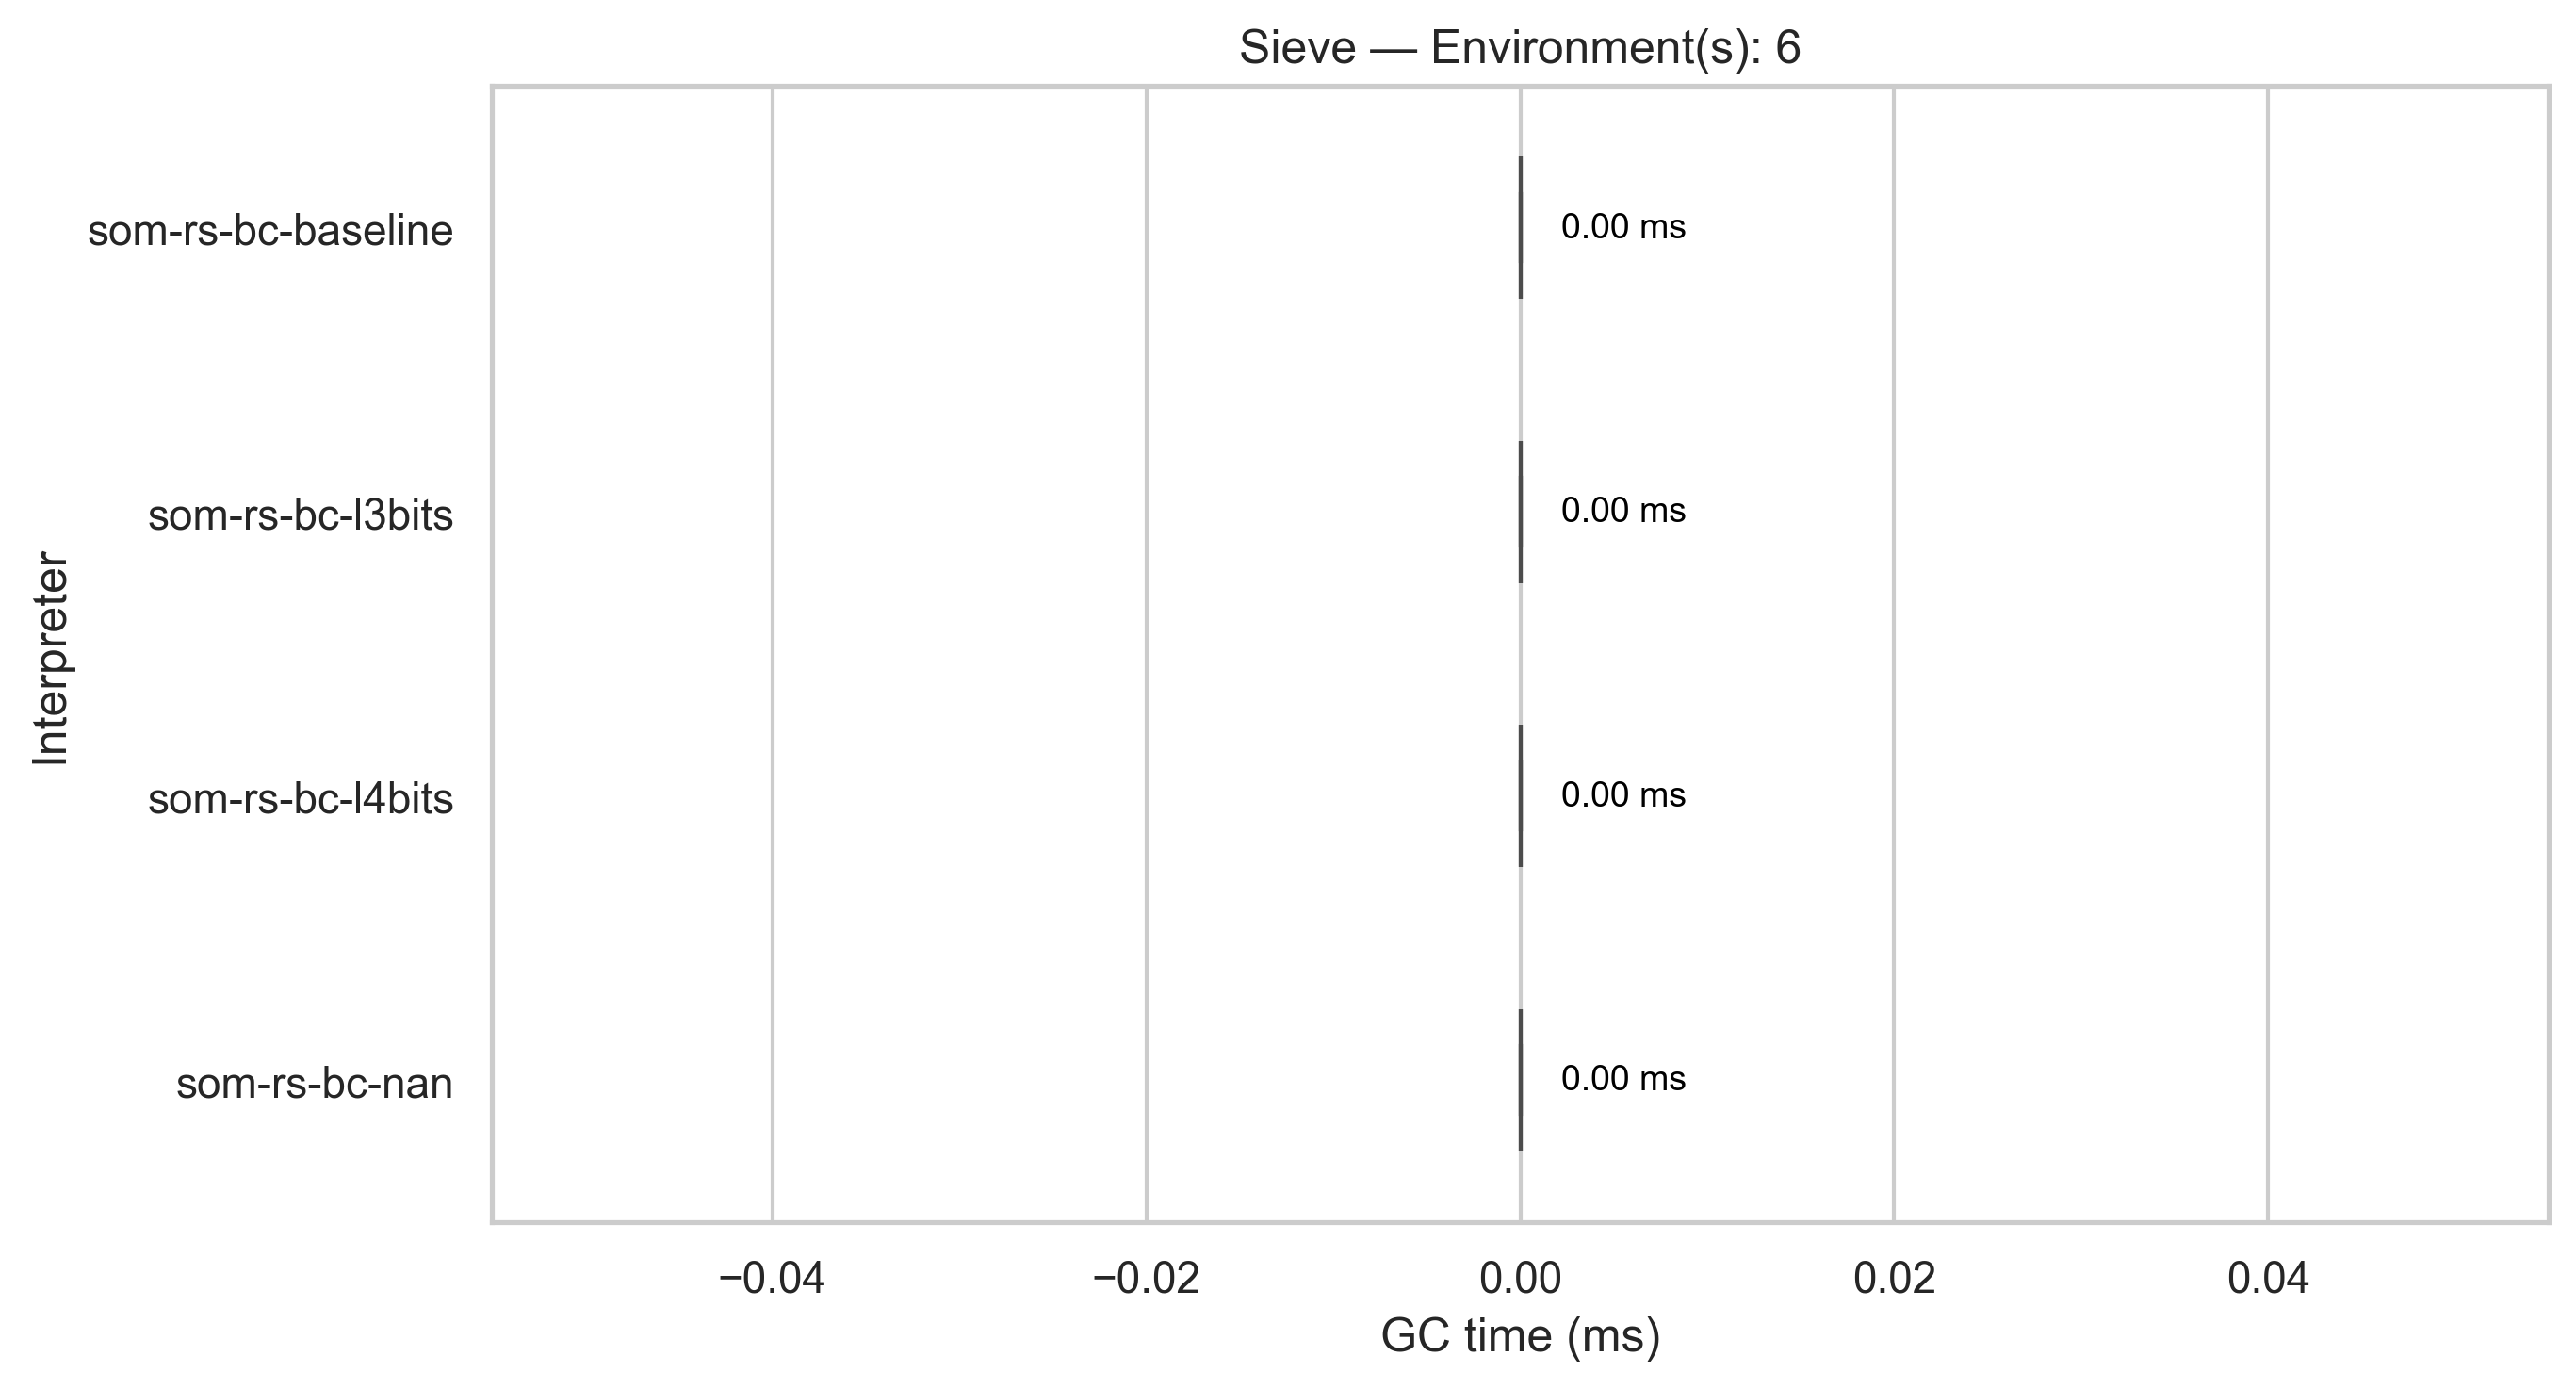 Sieve — Environment(s): 6
som-rs-bc-baseline
0.00 ms
som-rs-bc-l3bits
0.00 ms
som-rs-bc-l4bits
0.00 ms
som-rs-bc-nan
0.00 ms
Interpreter
−0.04
−0.02
0.00
0.02
0.04
GC time (ms)